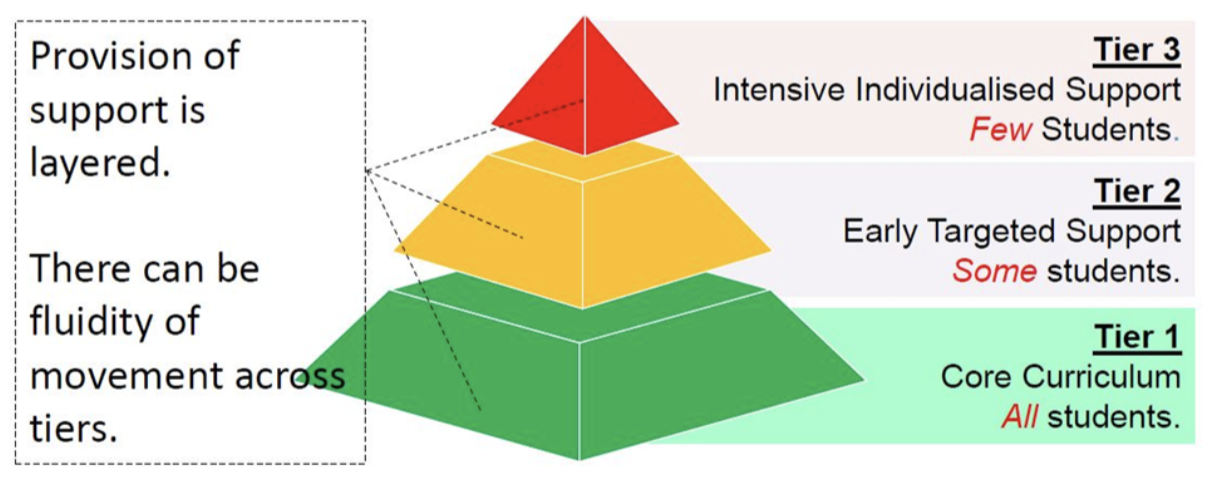 Provision of
support is
layered.
There can be
fluidity of
movement across
tiers.
Tier 3
Intensive Individualised Support
Few Students.
Tier 2
Early Targeted Support
Some students.
Tier 1
Core Curriculum
All students.